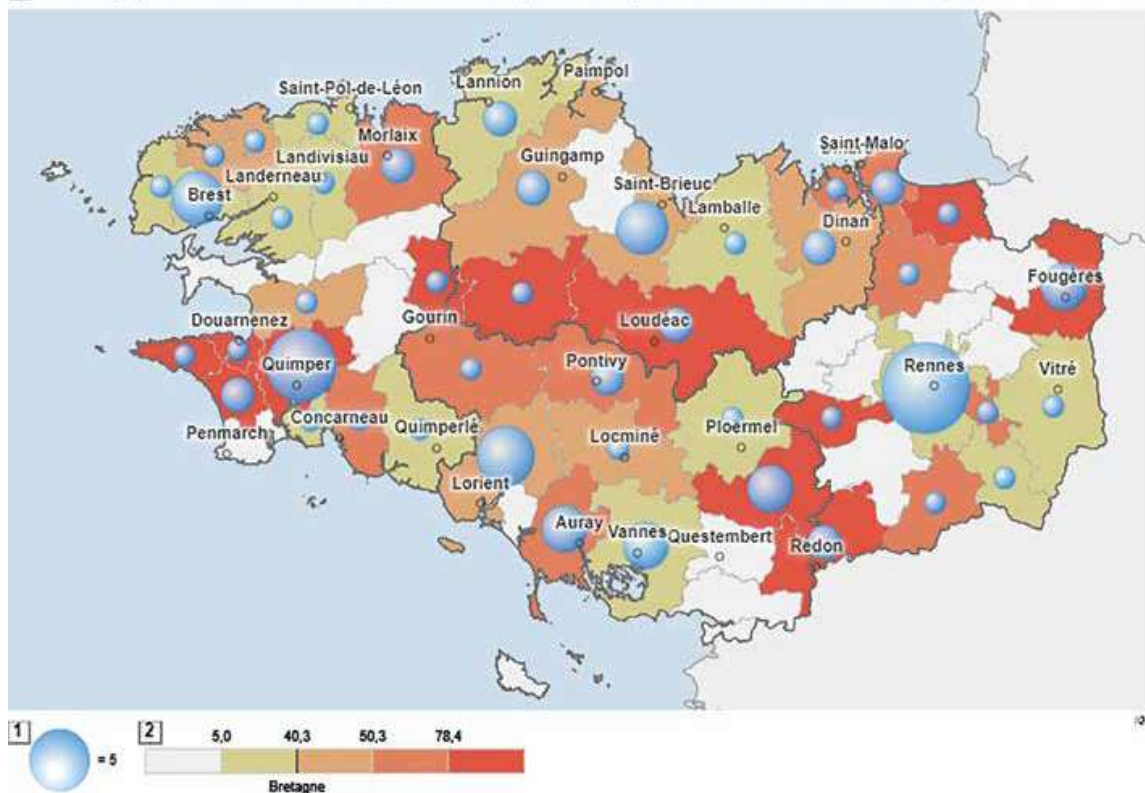 Saint-Pol-de-Léon
Lannion
Paimpol
Morlaix
Landivisiau
Landerneau
Guingamp
Saint-Malo
Brest
Saint-Brieuc
Lamballe
Dinan
Fougères
Douarnenez
Gourin
Loudéac
Quimper
Pontivy
Rennes
Vitré
Concarneau
Penmarch
Quimperlé
Locminé
Ploërmel
Lorient
Auray
Vannes
Questembert
Redon
1
= 5
2
5,0 40,3 50,3 78,4
Bretagne